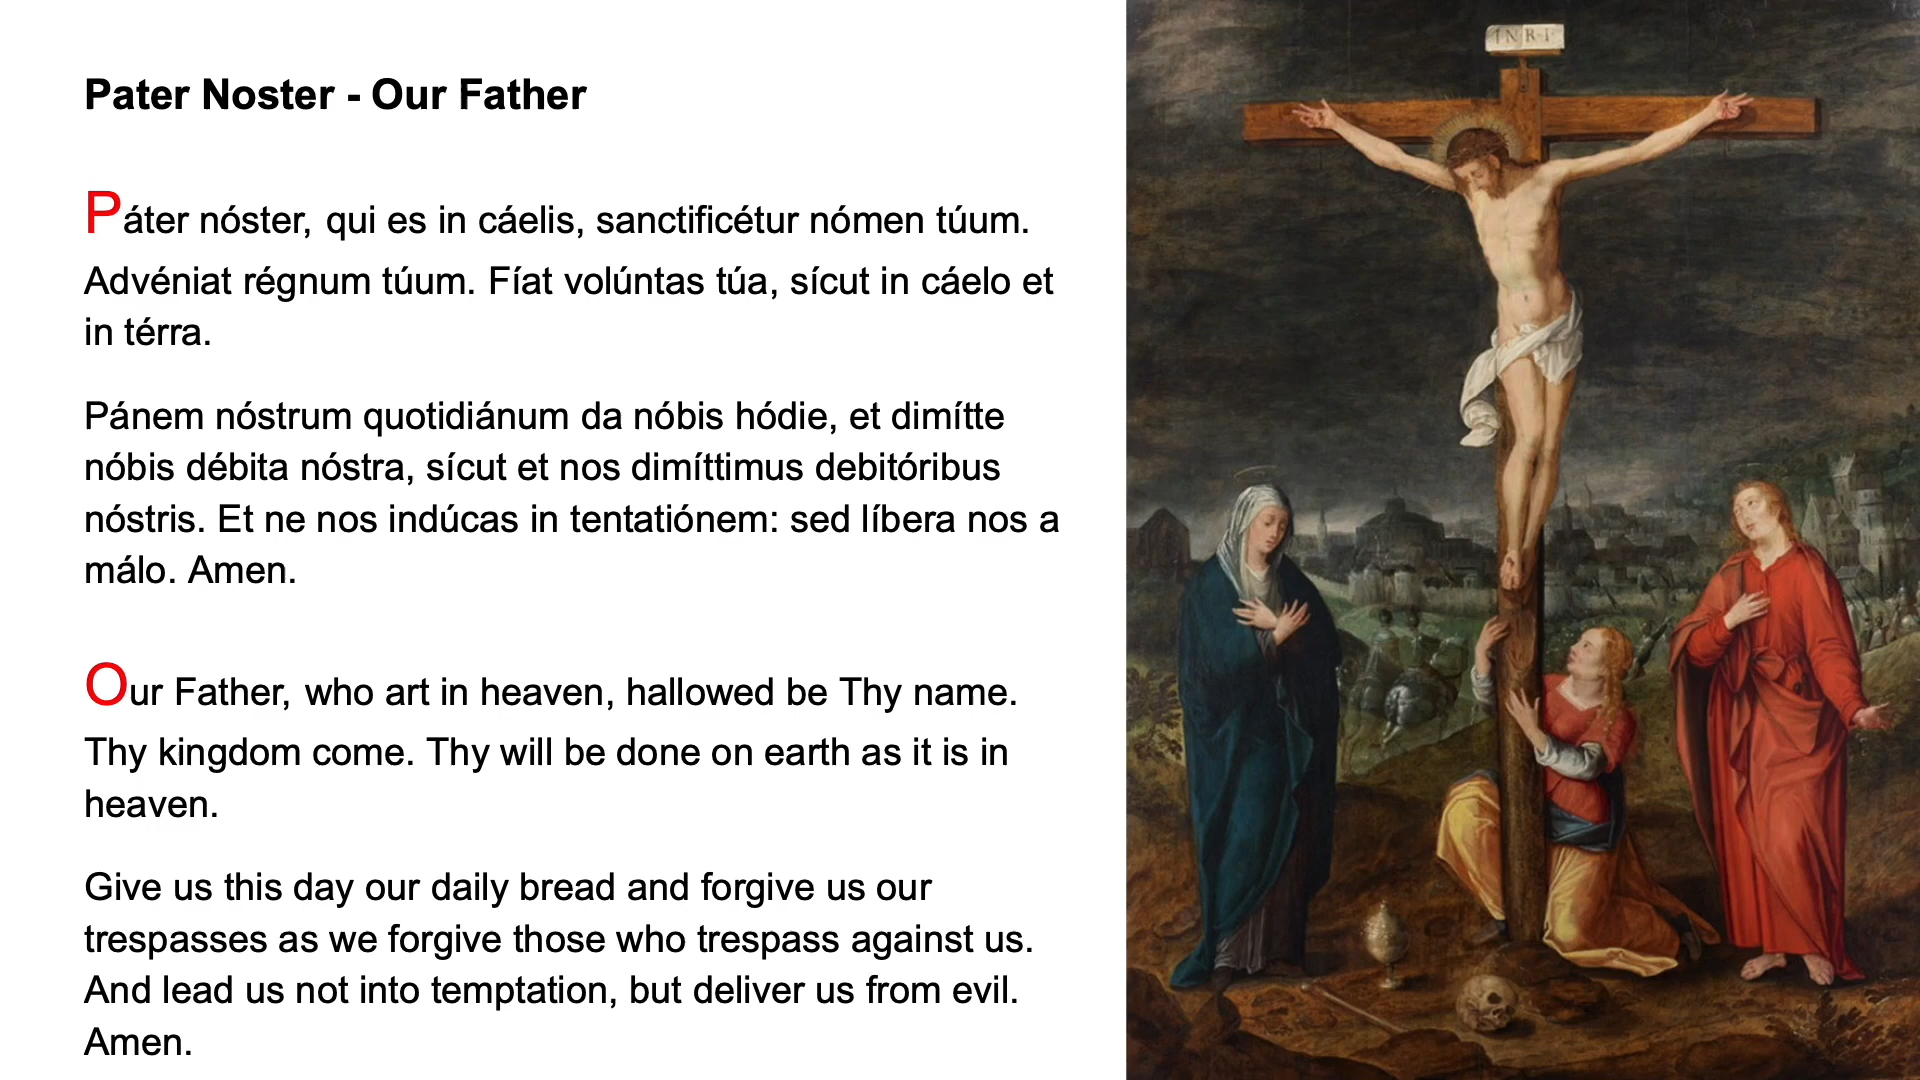 Pater Noster - Our Father
Páter nóster, qui es in cáelis, sanctificétur nómen túum.
Advéniat régnum túum. Fíat volúntas túa, sícut in cáelo et
in térra.
Pánem nóstrum quotidiánum da nóbis hódie, et dimítte
nóbis débita nóstra, sícut et nos dimíttimus debitóribus
nóstris. Et ne nos indúcas in tentatiónem: sed líbera nos a
málo. Amen.
Our Father, who art in heaven, hallowed be Thy name.
Thy kingdom come. Thy will be done on earth as it is in
heaven.
Give us this day our daily bread and forgive us our
trespasses as we forgive those who trespass against us.
And lead us not into temptation, but deliver us from evil.
Amen.
INRI